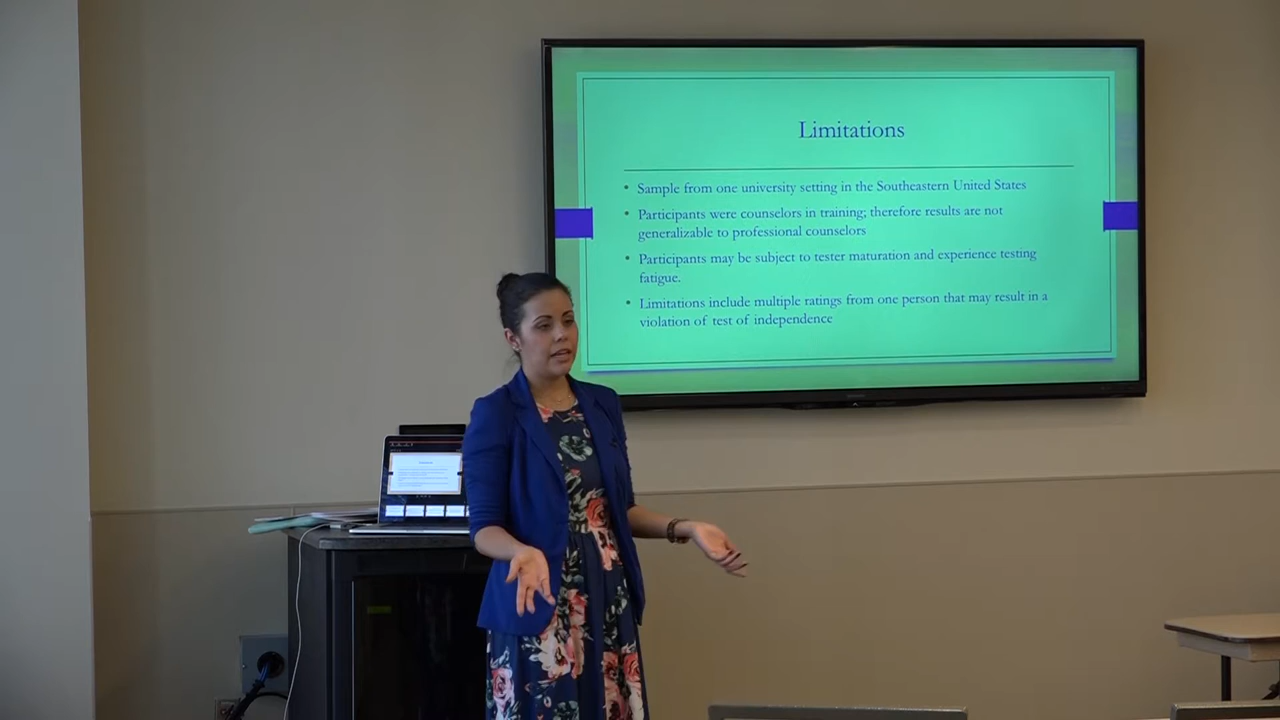 Limitations
• Sample from one university setting in the Southeastern United States
• Participants were counselors in training; therefore results are not
generalizable to professional counselors
• Participants may be subject to tester maturation and experience testing
fatigue.
• Limitations include multiple ratings from one person that may result in a
violation of test of independence